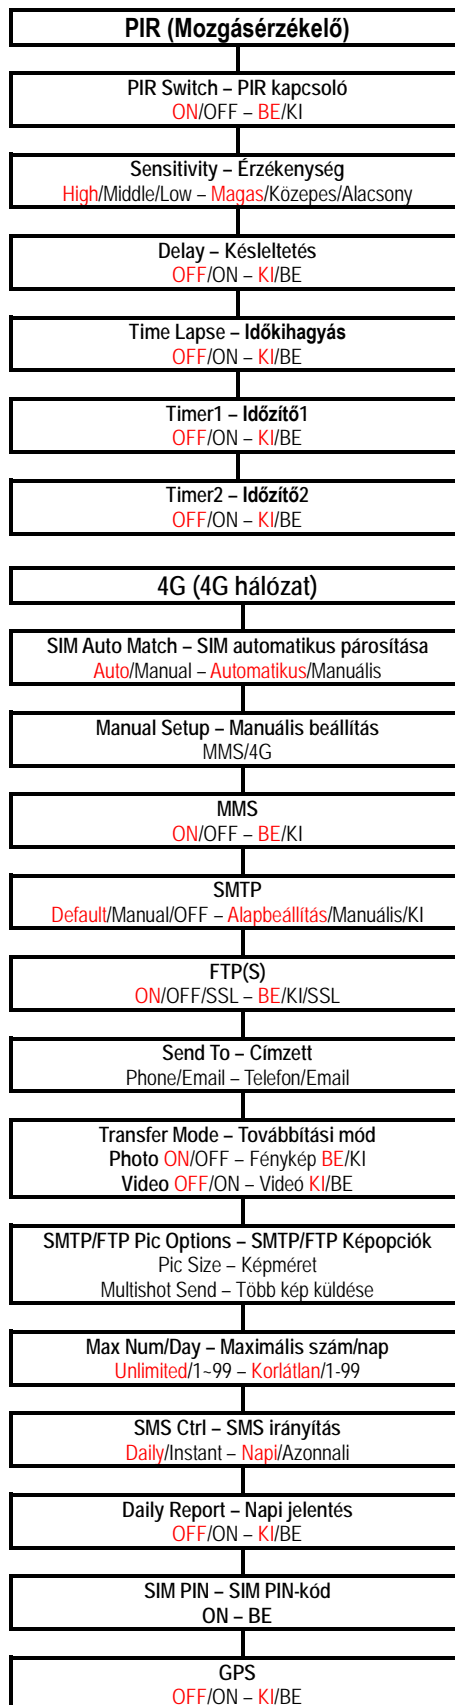 PIR (Mozgásérzékelő)
PIR Switch – PIR kapcsoló
ON/OFF – BE/KI
Sensitivity – Érzékenység
High/Middle/Low – Magas/Közepes/Alacsony
Delay – Késleltetés
OFF/ON – KI/BE
Time Lapse – Időkihagyás
OFF/ON – KI/BE
Timer1 – Időzítő1
OFF/ON – KI/BE
Timer2 – Időzítő2
OFF/ON – KI/BE
4G (4G hálózat)
SIM Auto Match – SIM automatikus párosítása
Auto/Manual – Automatikus/Manuális
Manual Setup – Manuális beállítás
MMS/4G
MMS
ON/OFF – BE/KI
SMTP
Default/Manual/OFF – Alapbeállítás/Manuális/KI
FTP(S)
ON/OFF/SSL – BE/KI/SSL
Send To – Címzett
Phone/Email – Telefon/Email
Transfer Mode – Továbbítási mód
Photo ON/OFF – Fénykép BE/KI
Video OFF/ON – Videó KI/BE
SMTP/FTP Pic Options – SMTP/FTP Képopciók
Pic Size – Képméret
Multishot Send – Több kép küldése
Max Num/Day – Maximális szám/nap
Unlimited/1~99 – Korlátlan/1-99
SMS Ctrl – SMS irányítás
Daily/Instant – Napi/Azonnali
Daily Report – Napi jelentés
OFF/ON – KI/BE
SIM PIN – SIM PIN-kód
ON – BE
GPS
OFF/ON – KI/BE